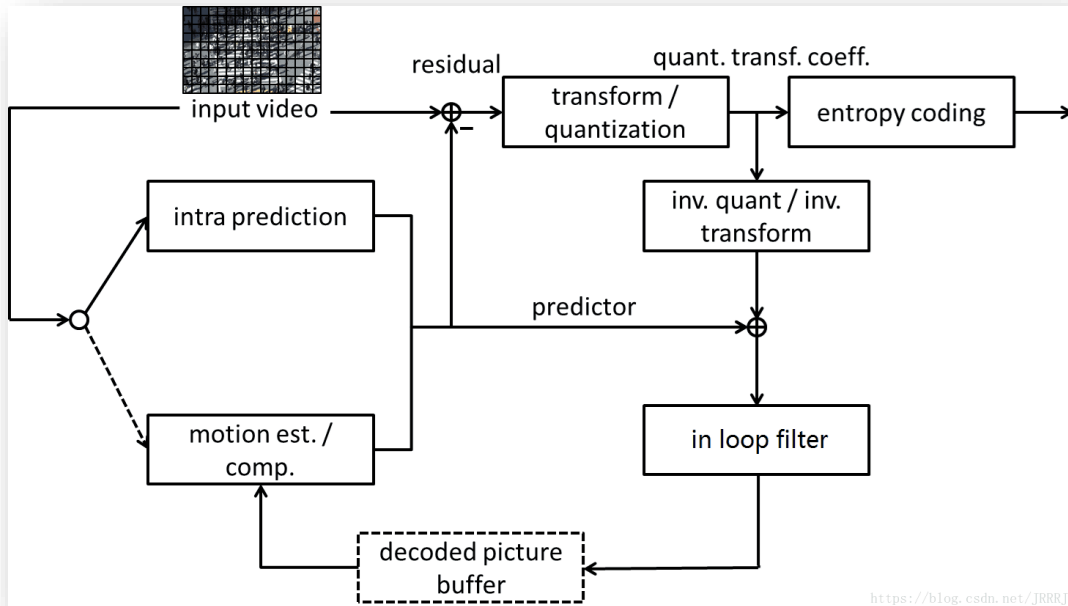 residual
quant. transf. coeff.
input video
transform /
quantization
entropy coding
intra prediction
inv. quant / inv.
transform
predictor
motion est. /
comp.
in loop filter
decoded picture
buffer
https://blog.csdn.net/JRRRJ